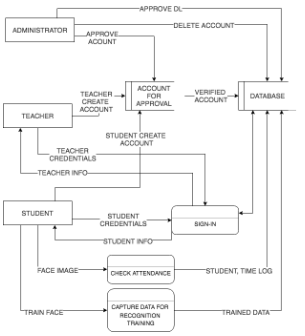 APPROVE DL
DELETE ACCOUNT
ADMINISTRATOR
APPROVE
ACOUNT
TEACHER
CREATE
ACCOUNT
ACCOUNT
FOR
APPROVAL
VERIFIED
ACCOUNT
DATABASE
TEACHER
STUDENT CREATE
ACCOUNT
TEACHER
CREDENTIALS
TEACHER INFO
STUDENT
STUDENT
CREDENTIALS
SIGN-IN
STUDENT INFO
FACE IMAGE
CHECK ATTENDANCE
STUDENT, TIME LOG
TRAIN FACE
CAPTURE DATA FOR
RECOGNITION
TRAINING
TRAINED DATA